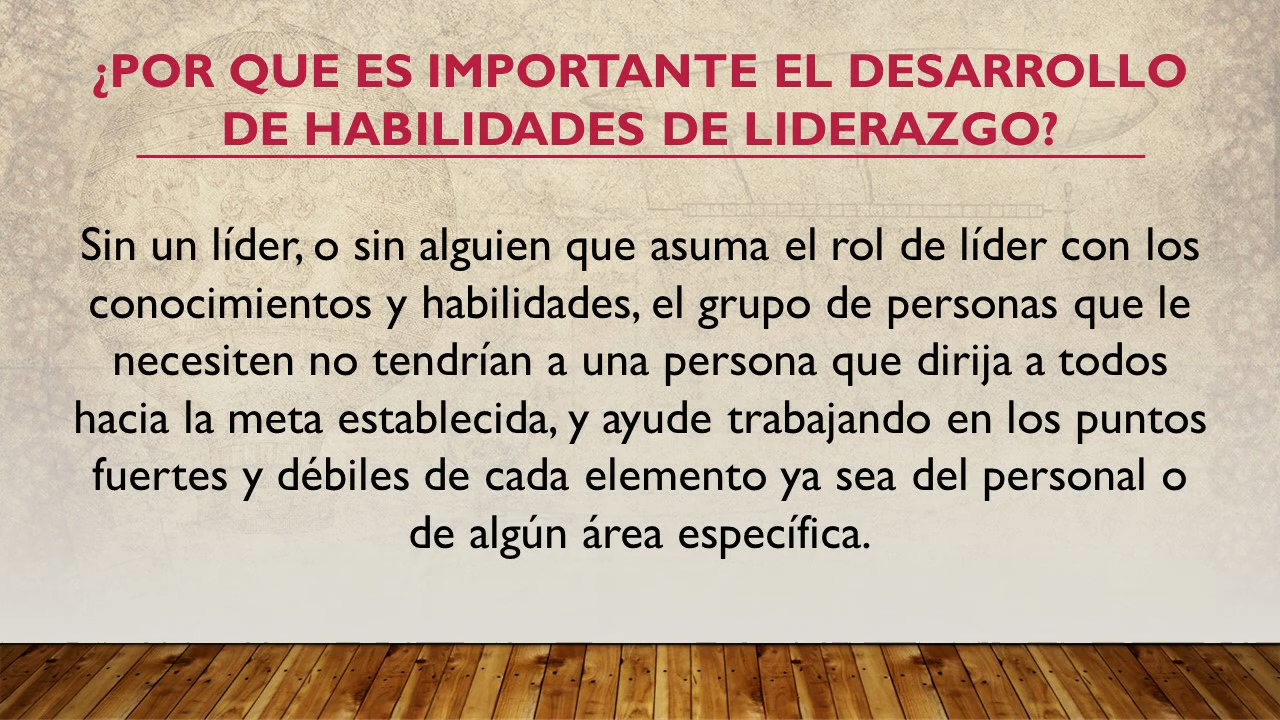 ¿POR QUE ES IMPORTANTE EL DESARROLLO
DE HABILIDADES DE LIDERAZGO?
Sin un líder, o sin alguien que asuma el rol de líder con los
conocimientos y habilidades, el grupo de personas que le
necesiten no tendrían a una persona que dirija a todos
hacia la meta establecida, y ayude trabajando en los puntos
fuertes y débiles de cada elemento ya sea del personal o
de algún área específica.